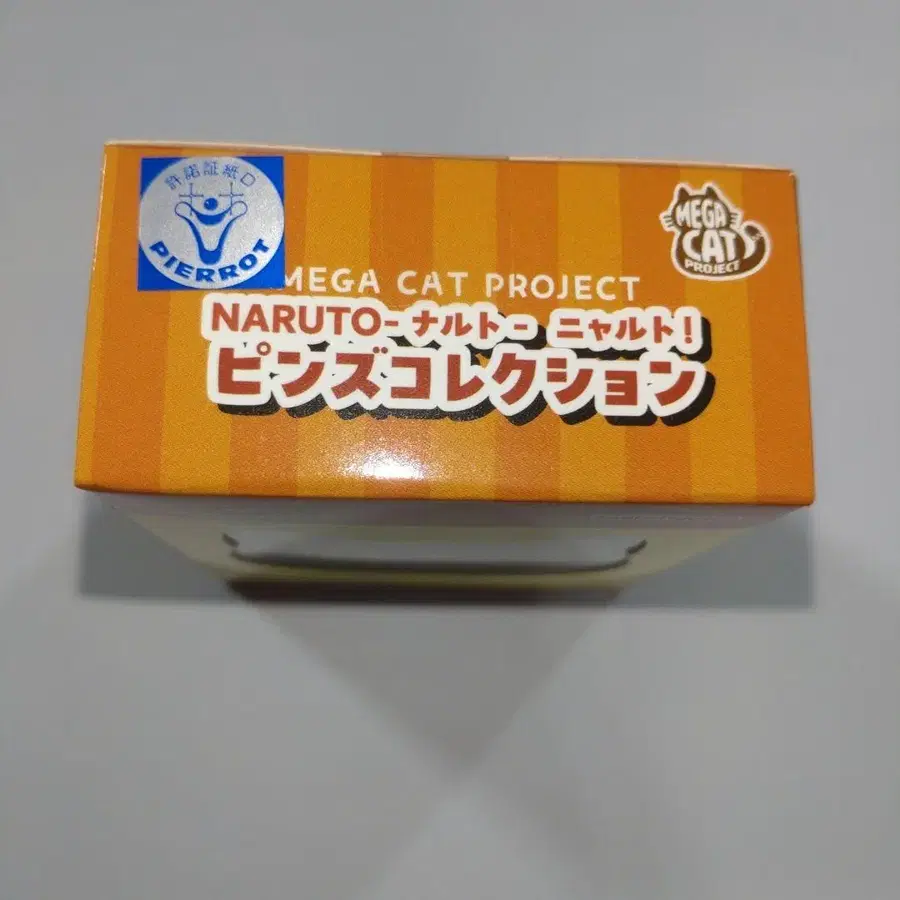 許諾証紙D
PIERROT
MEGA
CAT
PROJECT
MEGA CAT PROJECT
NARUTO-ナルト- ニャルト!
ピンズコレクション